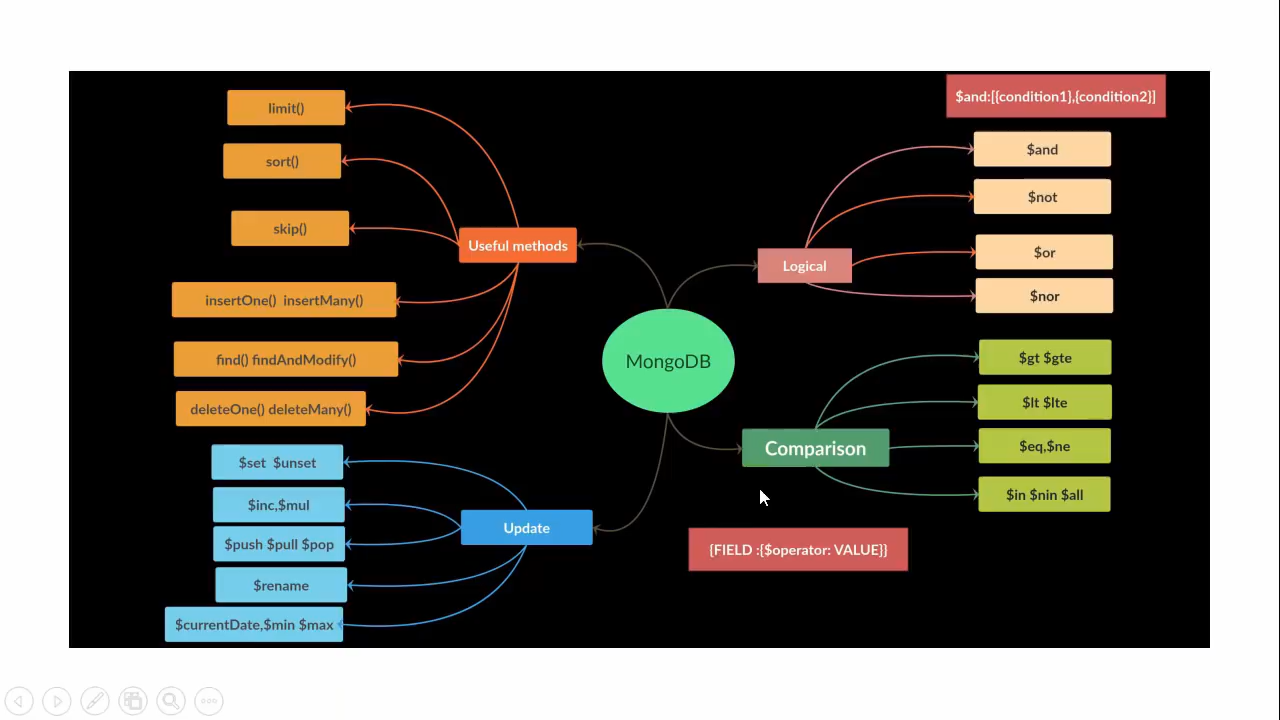 $and:[{condition1},{condition2}]
limit()
sort()
skip()
Useful methods
insertOne()  insertMany()
find() findAndModify()
deleteOne() deleteMany()
MongoDB
Logical
$and
$not
$or
$nor
Comparison
$gt $gte
$lt $lte
$eq,$ne
$in $nin $all
{FIELD :{$operator: VALUE}}
Update
$set  $unset
$inc,$mul
$push $pull $pop
$rename
$currentDate,$min $max